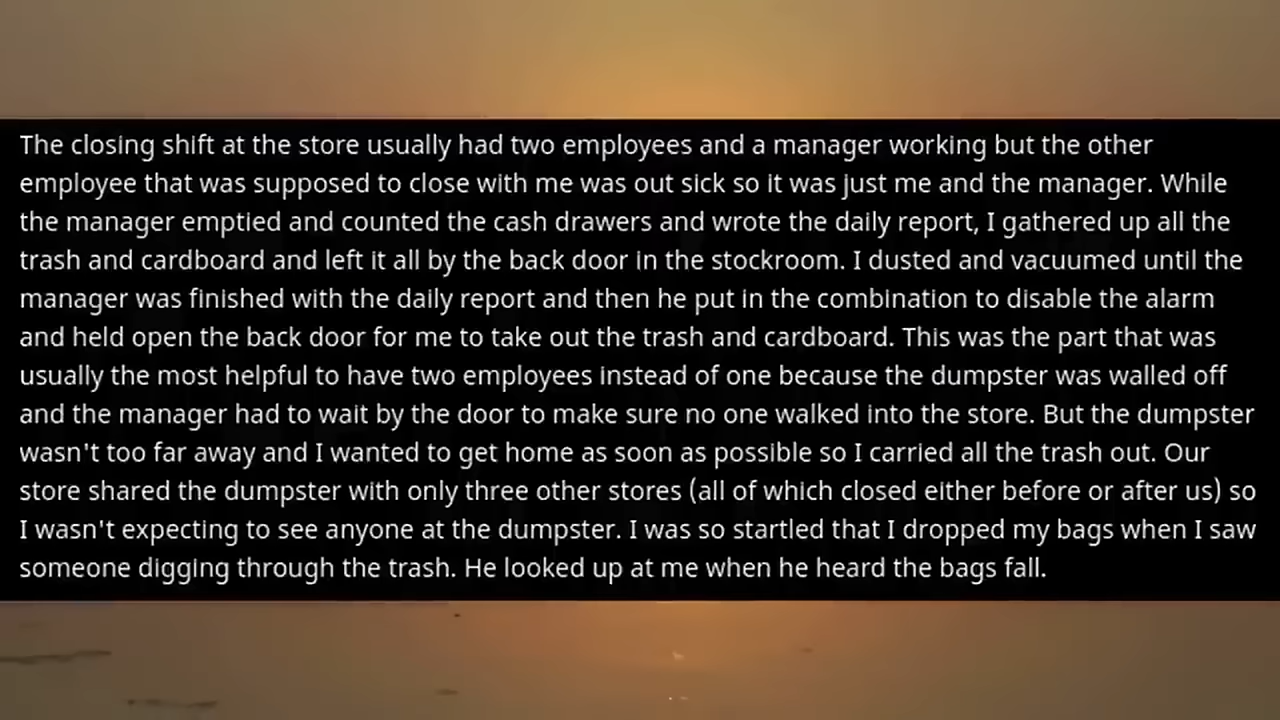 The closing shift at the store usually had two employees and a manager working but the other
employee that was supposed to close with me was out sick so it was just me and the manager. While
the manager emptied and counted the cash drawers and wrote the daily report, I gathered up all the
trash and cardboard and left it all by the back door in the stockroom. I dusted and vacuumed until the
manager was finished with the daily report and then he put in the combination to disable the alarm
and held open the back door for me to take out the trash and cardboard. This was the part that was
usually the most helpful to have two employees instead of one because the dumpster was walled off
and the manager had to wait by the door to make sure no one walked into the store. But the dumpster
wasn't too far away and I wanted to get home as soon as possible so I carried all the trash out. Our
store shared the dumpster with only three other stores (all of which closed either before or after us) so
I wasn't expecting to see anyone at the dumpster. I was so startled that I dropped my bags when I saw
someone digging through the trash. He looked up at me when he heard the bags fall.